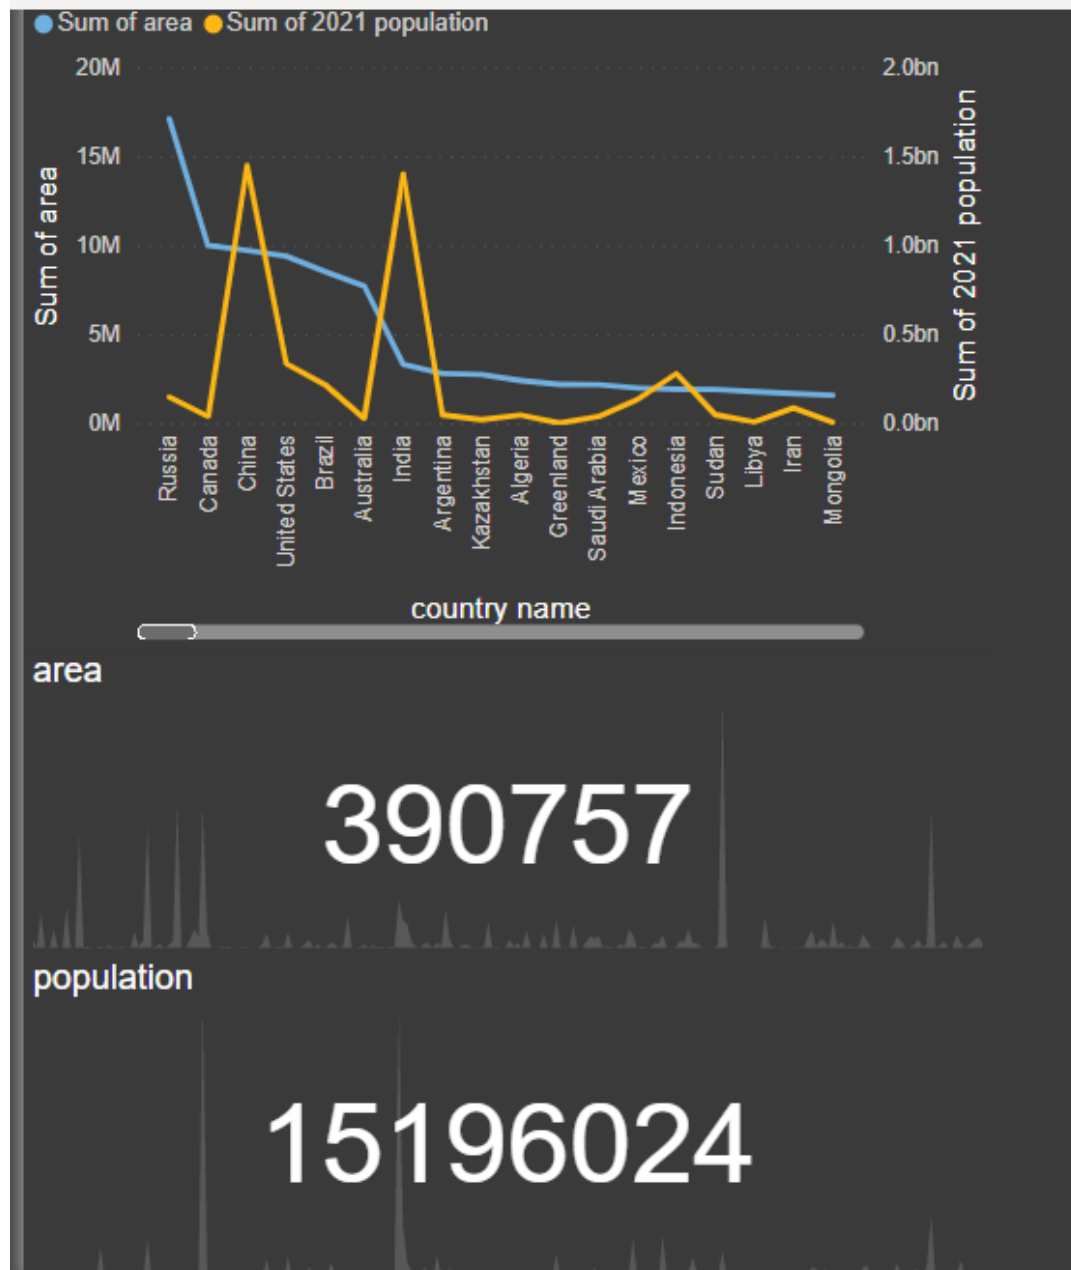 Sum of area Sum of 2021 population
20M 2.0bn
15M 1.5bn
10M 1.0bn
5M 0.5bn
0M 0.0bn
Sum of area
Sum of 2021 population
Russia
Canada
China
United States
Brazil
Australia
India
Argentina
Kazakhstan
Algeria
Greenland
Saudi Arabia
Mexico
Indonesia
Sudan
Libya
Iran
Mongolia
country name
area
390757
population
15196024